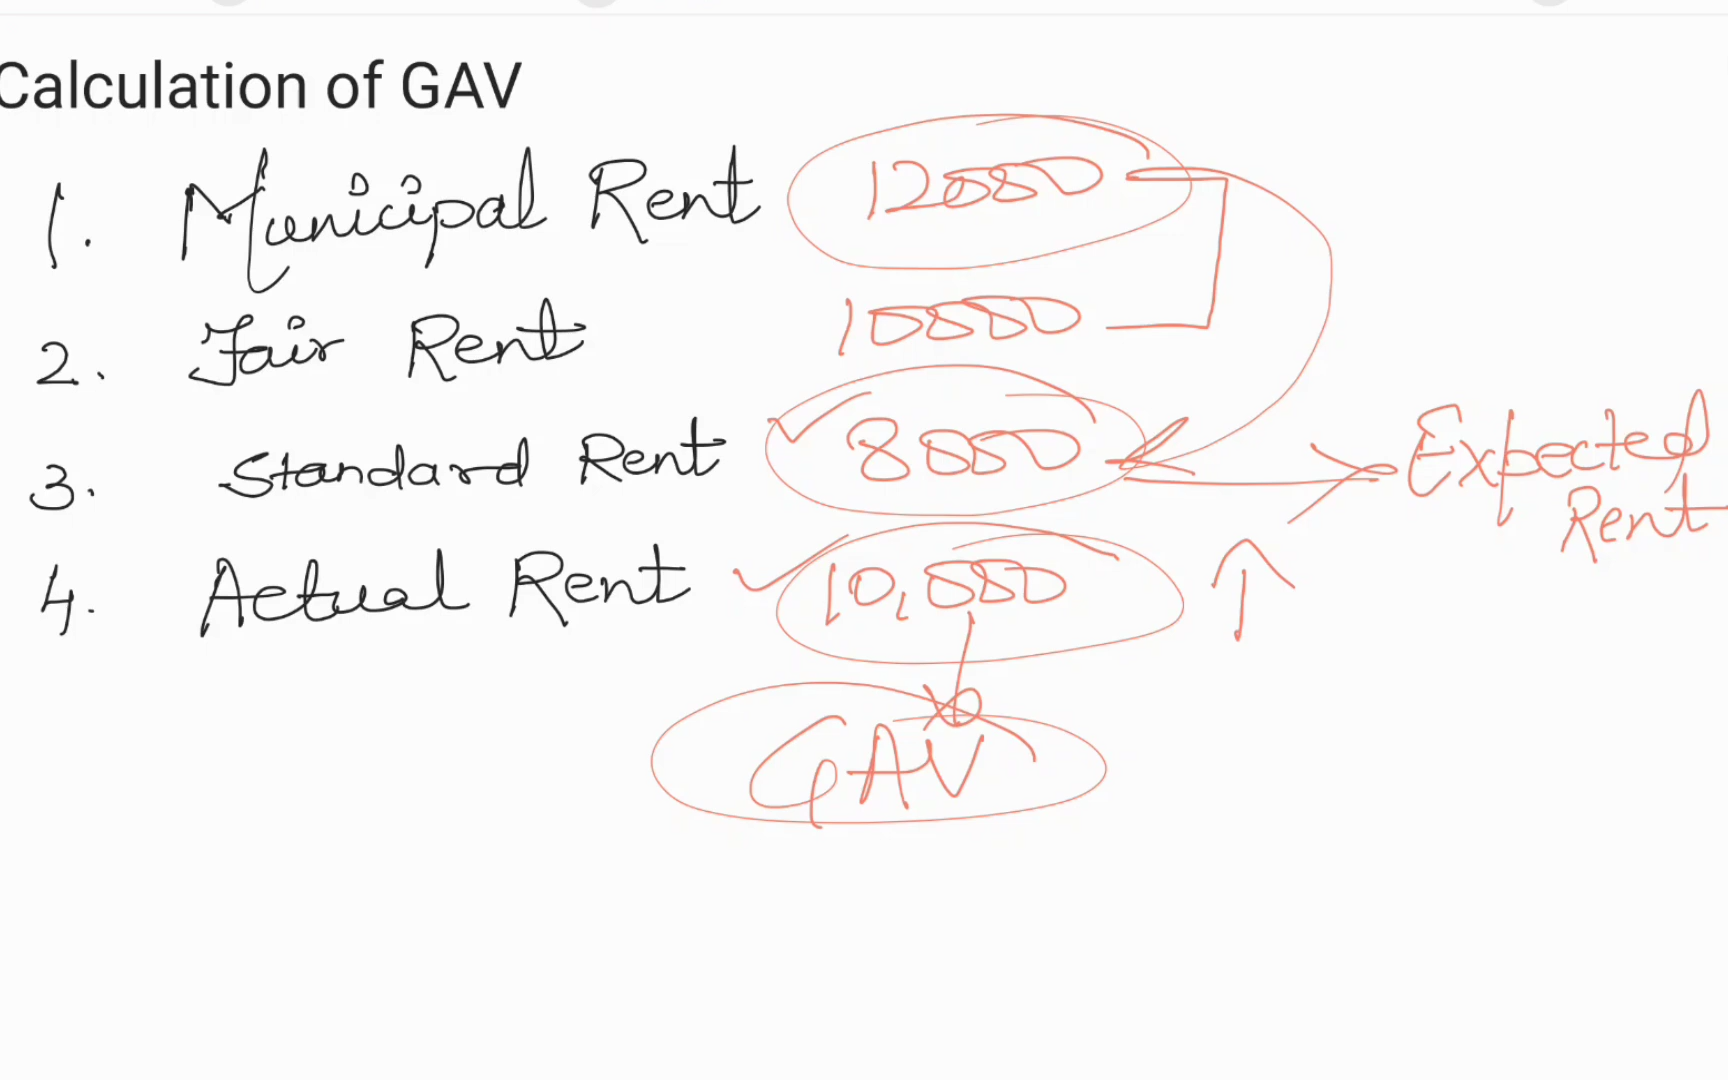 Calculation of GAV
1. Municipal Rent 12000
2. Fair Rent 10000
3. Standard Rent 8000 Expected Rent
4. Actual Rent 10,000
GAV